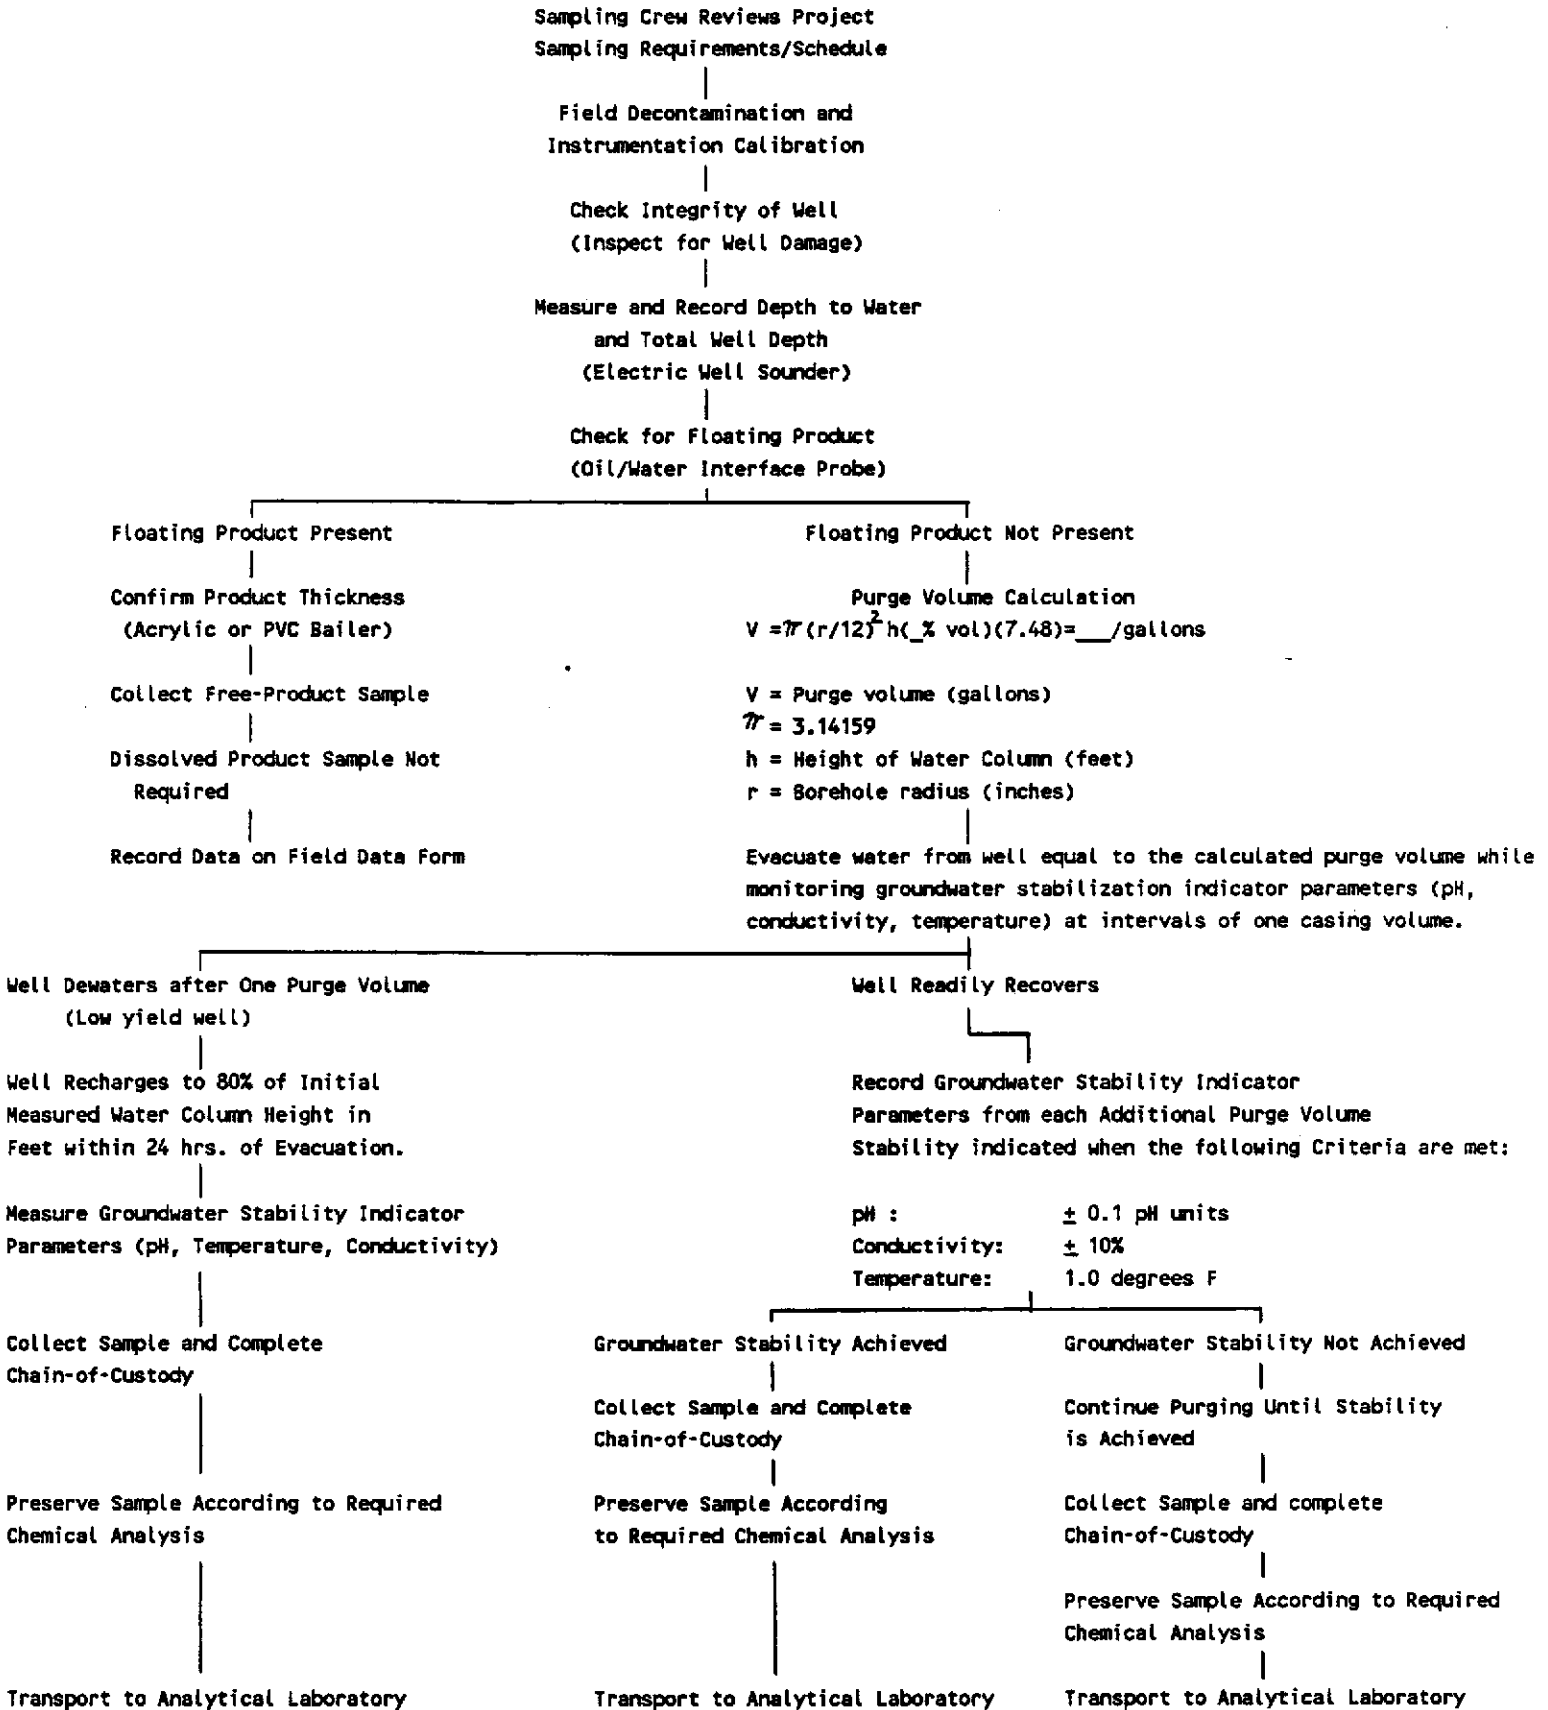 Sampling Crew Reviews Project
Sampling Requirements/Schedule
Field Decontamination and
Instrumentation Calibration
Check Integrity of Well
(Inspect for Well Damage)
Measure and Record Depth to Water
and Total Well Depth
(Electric Well Sounder)
Check for Floating Product
(Oil/Water Interface Probe)
Floating Product Present
Confirm Product Thickness
(Acrylic or PVC Bailer)
Collect Free-Product Sample
Dissolved Product Sample Not
Required
Record Data on Field Data Form
Floating Product Not Present
Purge Volume Calculation
V =π(r/12)² h(_% vol)(7.48)=___/gallons
V = Purge volume (gallons)
π = 3.14159
h = Height of Water Column (feet)
r = Borehole radius (inches)
Evacuate water from well equal to the calculated purge volume while
monitoring groundwater stabilization indicator parameters (pH,
conductivity, temperature) at intervals of one casing volume.
Well Dewaters after One Purge Volume
(Low yield well)
Well Recharges to 80% of Initial
Measured Water Column Height in
Feet within 24 hrs. of Evacuation.
Measure Groundwater Stability Indicator
Parameters (pH, Temperature, Conductivity)
Collect Sample and Complete
Chain-of-Custody
Preserve Sample According to Required
Chemical Analysis
Transport to Analytical Laboratory
Well Readily Recovers
Record Groundwater Stability Indicator
Parameters from each Additional Purge Volume
Stability indicated when the following Criteria are met:
pH : ± 0.1 pH units
Conductivity: ± 10%
Temperature: 1.0 degrees F
Groundwater Stability Achieved
Collect Sample and Complete
Chain-of-Custody
Preserve Sample According
to Required Chemical Analysis
Transport to Analytical Laboratory
Groundwater Stability Not Achieved
Continue Purging Until Stability
is Achieved
Collect Sample and complete
Chain-of-Custody
Preserve Sample According to Required
Chemical Analysis
Transport to Analytical Laboratory